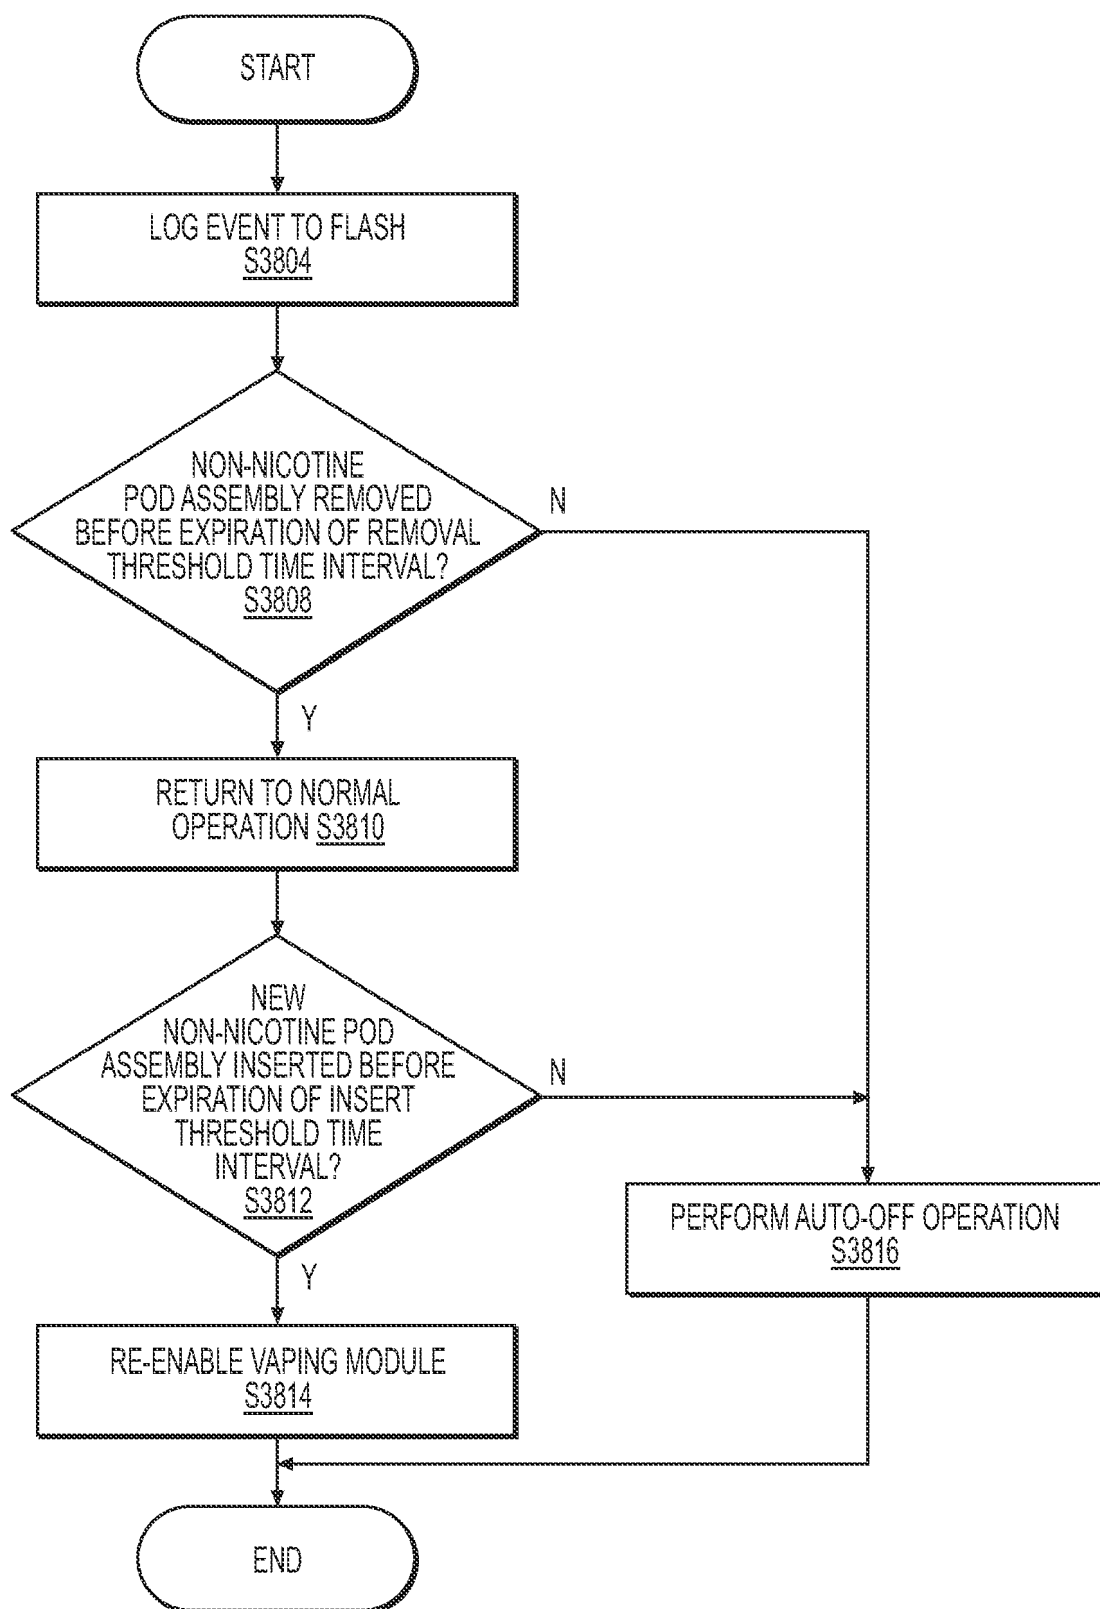 START
LOG EVENT TO FLASH
S3804
NON-NICOTINE
POD ASSEMBLY REMOVED
BEFORE EXPIRATION OF REMOVAL
THRESHOLD TIME INTERVAL?
S3808
N
Y
RETURN TO NORMAL
OPERATION S3810
NEW
NON-NICOTINE POD
ASSEMBLY INSERTED BEFORE
EXPIRATION OF INSERT
THRESHOLD TIME
INTERVAL?
S3812
N
Y
PERFORM AUTO-OFF OPERATION
S3816
RE-ENABLE VAPING MODULE
S3814
END